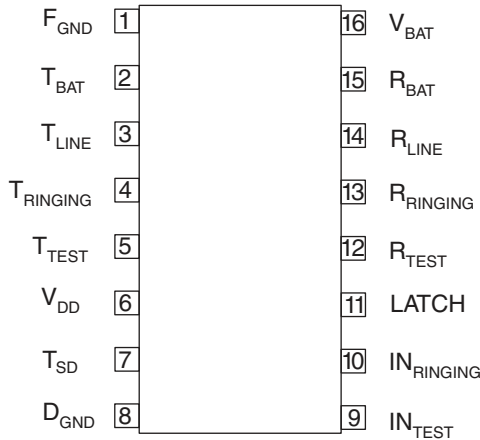 F_GND 1 16 V_BAT
T_BAT 2 15 R_BAT
T_LINE 3 14 R_LINE
T_RINGING 4 13 R_RINGING
T_TEST 5 12 R_TEST
V_DD 6 11 LATCH
T_SD 7 10 IN_RINGING
D_GND 8 9 IN_TEST